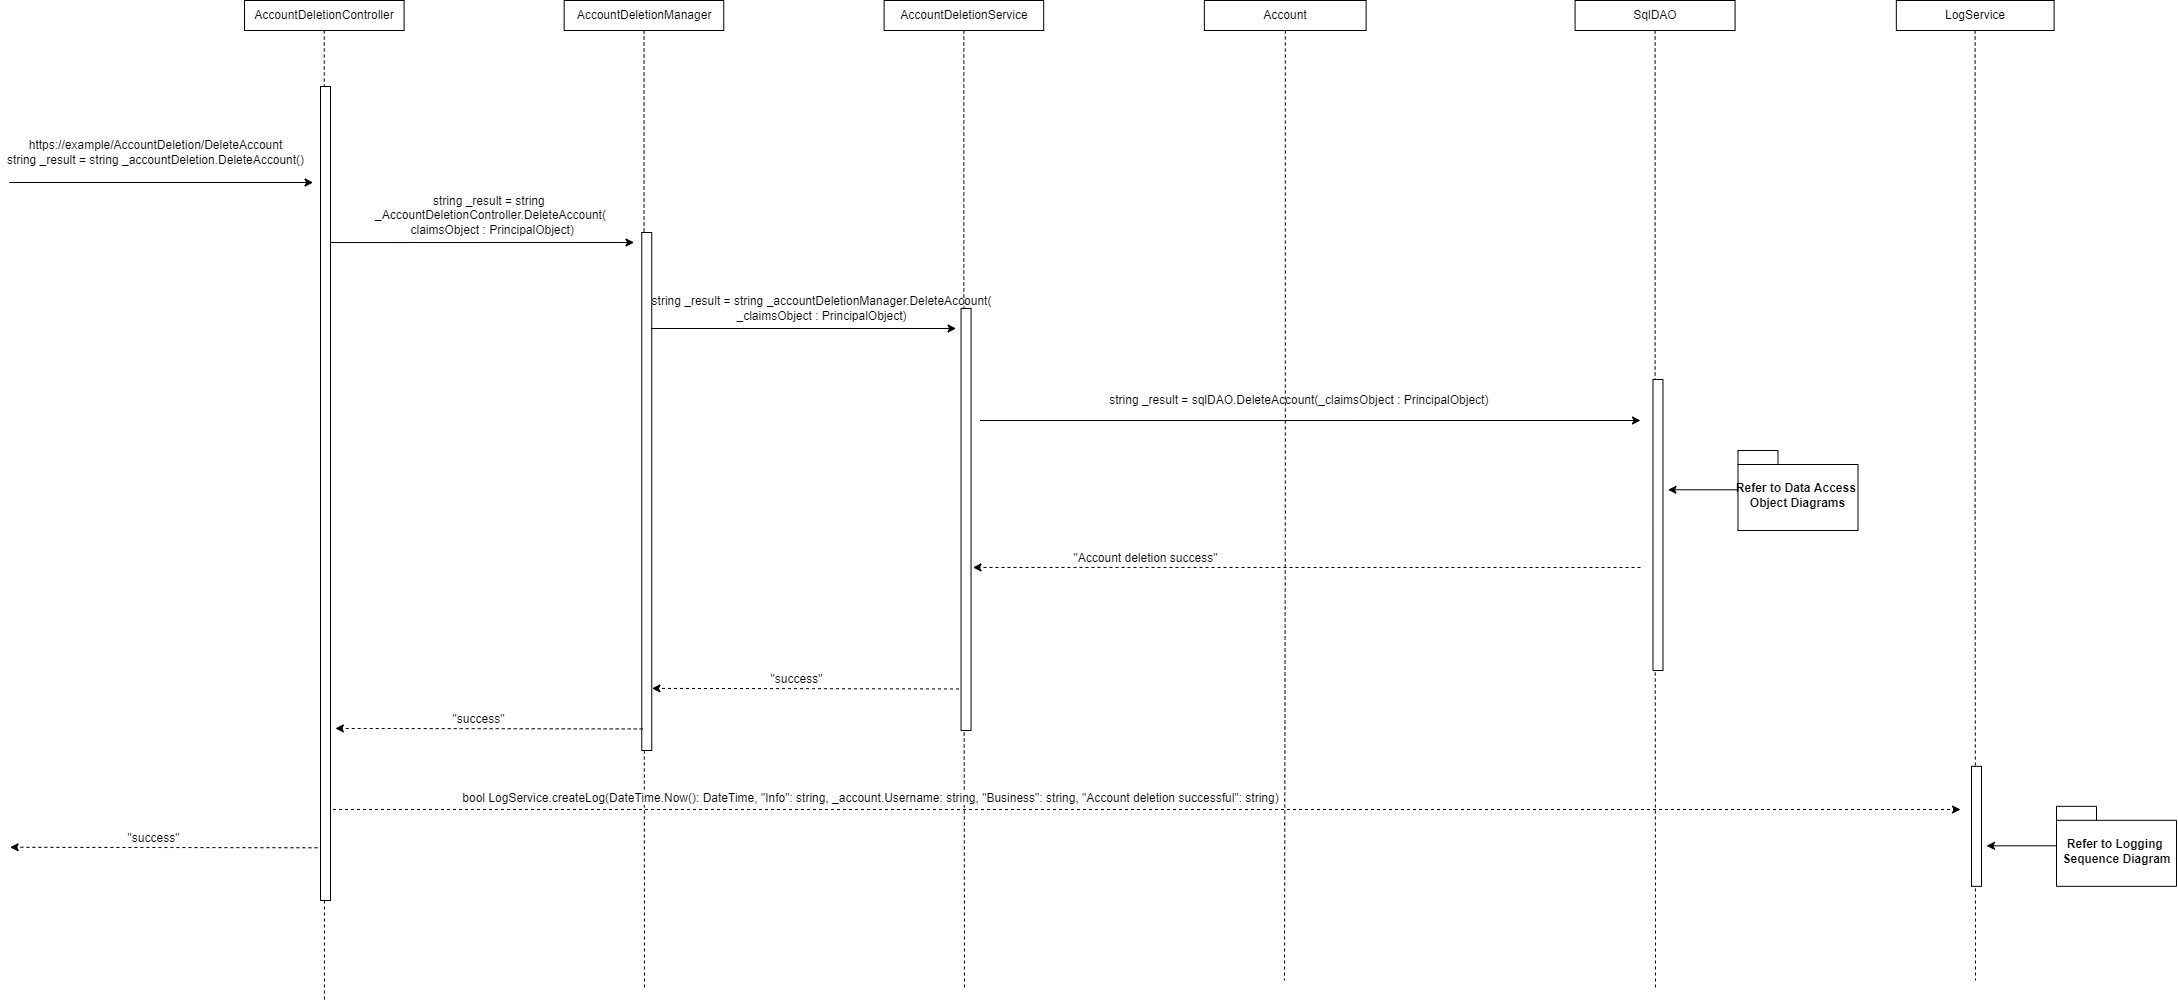 AccountDeletionController
AccountDeletionManager
AccountDeletionService
Account
SqlDAO
LogService
https://example/AccountDeletion/DeleteAccount
string _result = string _accountDeletion.DeleteAccount()
string _result = string
_AccountDeletionController.DeleteAccount(
claimsObject : PrincipalObject)
string _result = string _accountDeletionManager.DeleteAccount(
_claimsObject : PrincipalObject)
string _result = sqlDAO.DeleteAccount(_claimsObject : PrincipalObject)
Refer to Data Access
Object Diagrams
"Account deletion success"
"success"
"success"
bool LogService.createLog(DateTime.Now(): DateTime, "Info": string, _account.Username: string, "Business": string, "Account deletion successful": string)
"success"
Refer to Logging
Sequence Diagram